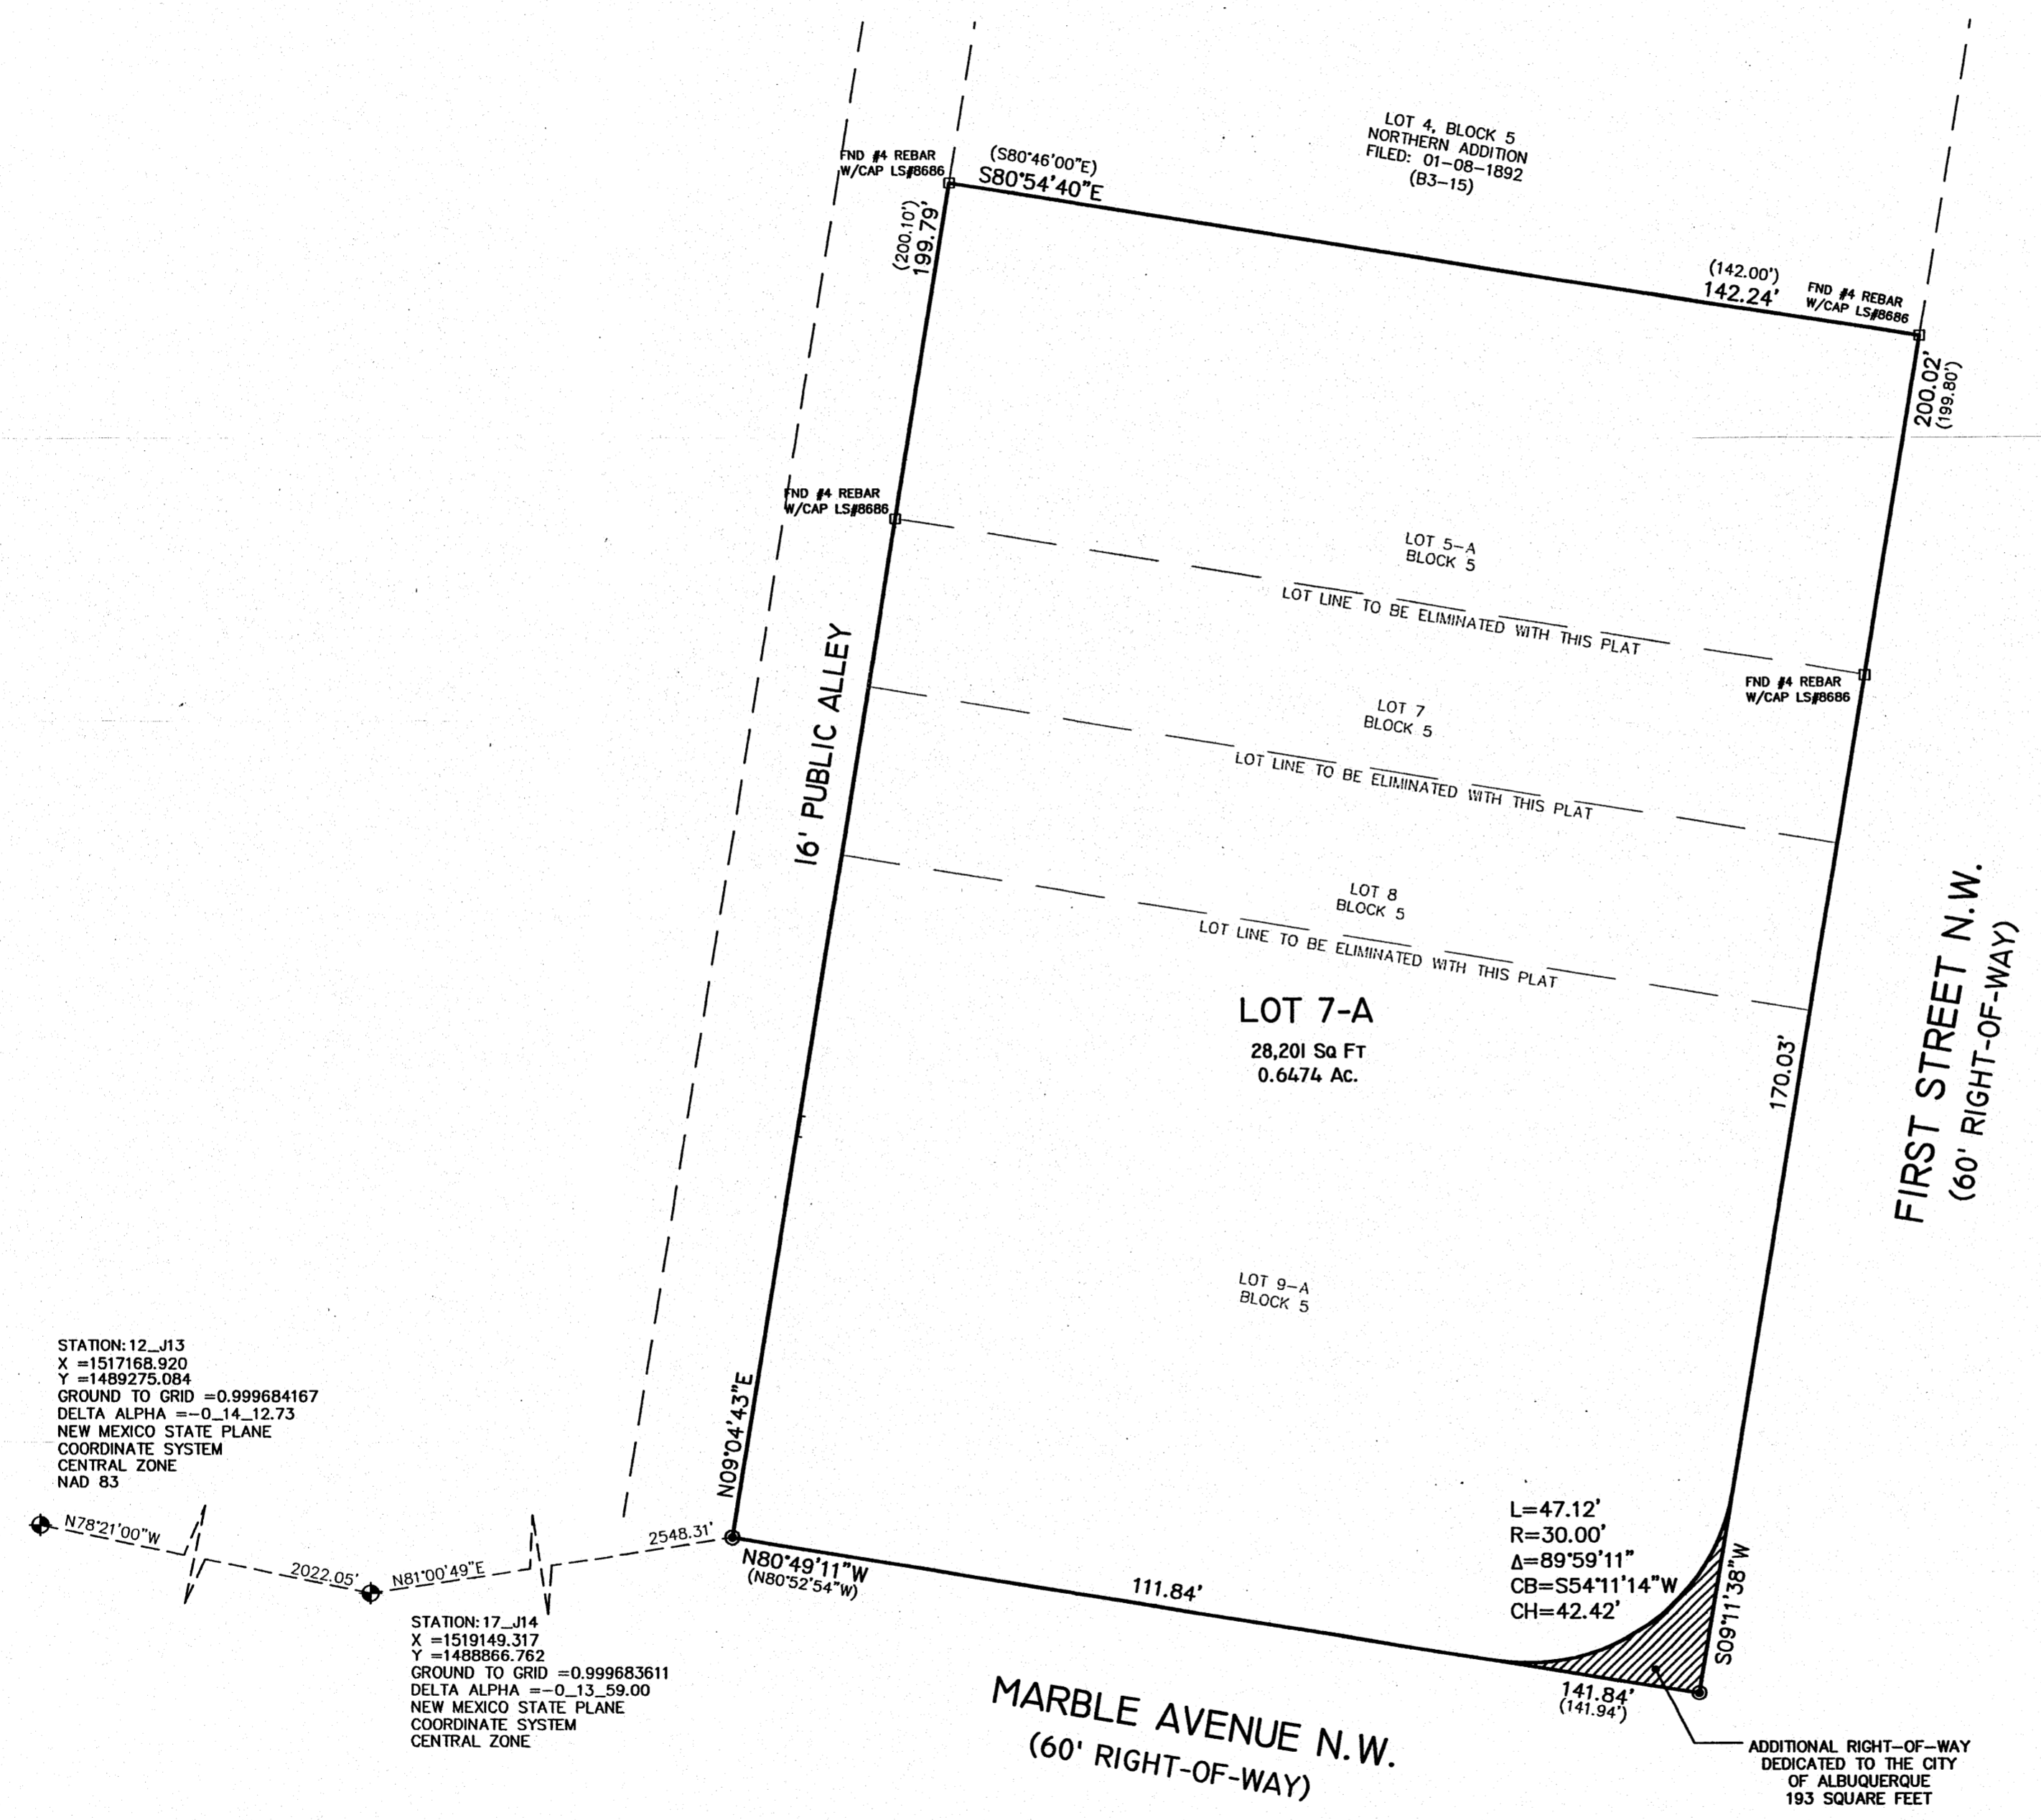 LOT 4, BLOCK 5
NORTHERN ADDITION
FILED: 01-08-1892
(B3-15)
FND #4 REBAR
W/CAP LS#8686
(S80°46'00"E)
S80°54'40"E
(142.00')
142.24'
FND #4 REBAR
W/CAP LS#8686
(200.10')
199.79'
200.02'
(199.80')
FND #4 REBAR
W/CAP LS#8686
LOT 5-A
BLOCK 5
LOT LINE TO BE ELIMINATED WITH THIS PLAT
FND #4 REBAR
W/CAP LS#8686
16' PUBLIC ALLEY
LOT 7
BLOCK 5
LOT LINE TO BE ELIMINATED WITH THIS PLAT
LOT 8
BLOCK 5
LOT LINE TO BE ELIMINATED WITH THIS PLAT
LOT 7-A
28,201 SQ FT
0.6474 AC.
170.03'
FIRST STREET N.W.
(60' RIGHT-OF-WAY)
LOT 9-A
BLOCK 5
STATION: 12_J13
X =1517168.920
Y =1489275.084
GROUND TO GRID =0.999684167
DELTA ALPHA =-0_14_12.73
NEW MEXICO STATE PLANE
COORDINATE SYSTEM
CENTRAL ZONE
NAD 83
N09°04'43"E
N78°21'00"W
2022.05'
N81°00'49"E
2548.31'
N80°49'11"W
(N80°52'54"W)
111.84'
L=47.12'
R=30.00'
Δ=89°59'11"
CB=S54°11'14"W
CH=42.42'
S09°11'38"W
STATION: 17_J14
X =1519149.317
Y =1488866.762
GROUND TO GRID =0.999683611
DELTA ALPHA =-0_13_59.00
NEW MEXICO STATE PLANE
COORDINATE SYSTEM
CENTRAL ZONE
141.84'
(141.94')
MARBLE AVENUE N.W.
(60' RIGHT-OF-WAY)
ADDITIONAL RIGHT-OF-WAY
DEDICATED TO THE CITY
OF ALBUQUERQUE
193 SQUARE FEET